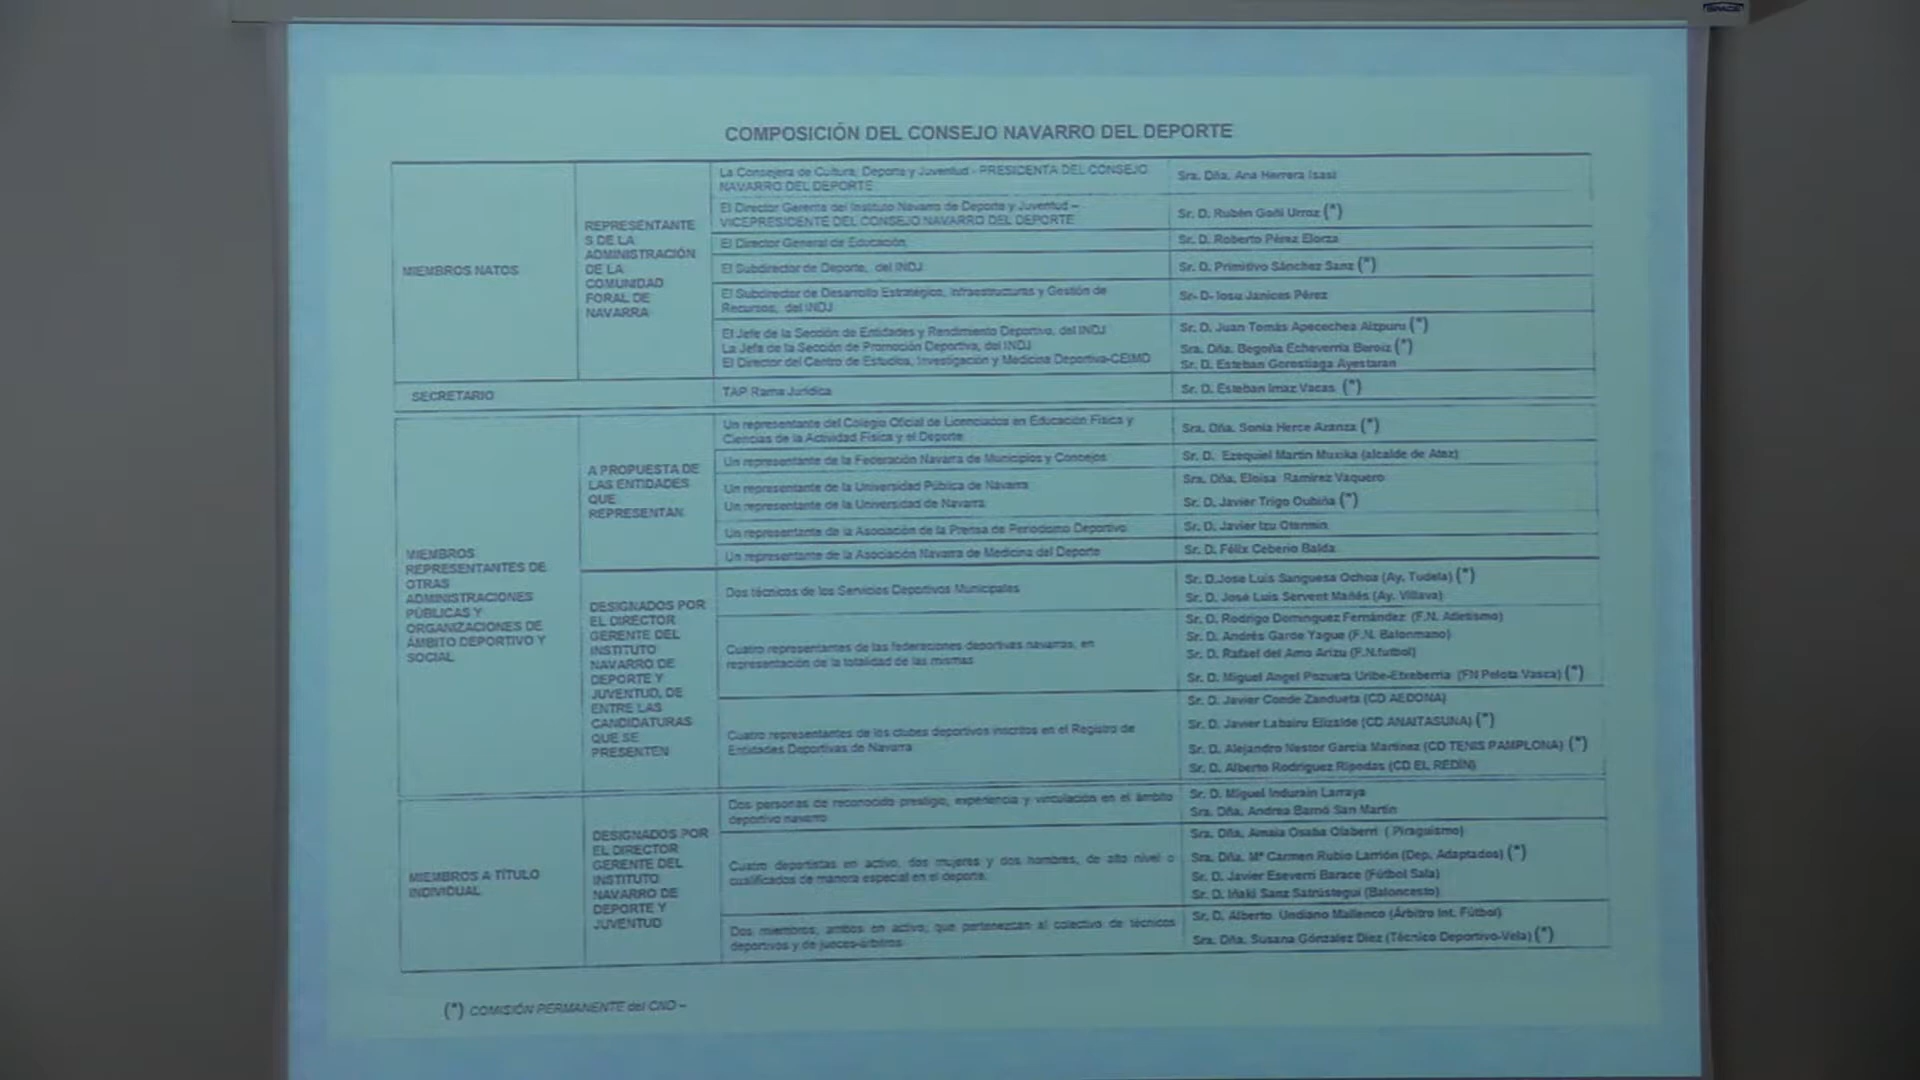 SPACE
COMPOSICIÓN DEL CONSEJO NAVARRO DEL DEPORTE
MIEMBROS NATOS
REPRESENTANTE
S DE LA
ADMINISTRACIÓN
DE LA
COMUNIDAD
FORAL DE
NAVARRA
La Consejera de Cultura, Deporte y Juventud - PRESIDENTA DEL CONSEJO
NAVARRO DEL DEPORTE
Sra. Dña. Ana Herrera Isasi
El Director Gerente del Instituto Navarro de Deporte y Juventud –
VICEPRESIDENTE DEL CONSEJO NAVARRO DEL DEPORTE
Sr. D. Rubén Goñi Urroz (*)
El Director General de Educación
Sr. D. Roberto Pérez Elorza
El Subdirector de Deporte, del INDJ
Sr. D. Primitivo Sánchez Sanz (*)
El Subdirector de Desarrollo Estratégico, Infraestructuras y Gestión de
Recursos, del INDJ
Sr- D- Iosu Janices Pérez
El Jefe de la Sección de Entidades y Rendimiento Deportivo, del INDJ
La Jefa de la Sección de Promoción Deportiva, del INDJ
El Director del Centro de Estudios, Investigación y Medicina Deportiva-CEIMD
Sr. D. Juan Tomás Apecechea Aizpuru (*)
Sra. Dña. Begoña Echeverria Beroiz (*)
Sr. D. Esteban Gorostiaga Ayestaran
SECRETARIO
TAP Rama Jurídica
Sr. D. Esteban Imaz Vacas (*)
MIEMBROS
REPRESENTANTES DE
OTRAS
ADMINISTRACIONES
PÚBLICAS Y
ORGANIZACIONES DE
ÁMBITO DEPORTIVO Y
SOCIAL
A PROPUESTA DE
LAS ENTIDADES
QUE
REPRESENTAN
Un representante del Colegio Oficial de Licenciados en Educación Física y
Ciencias de la Actividad Física y el Deporte
Sra. Dña. Sonia Herce Azanza (*)
Un representante de la Federación Navarra de Municipios y Concejos
Sr. D. Ezequiel Martin Muxika (alcalde de Atez)
Un representante de la Universidad Pública de Navarra
Un representante de la Universidad de Navarra
Sra. Dña. Eloisa Ramirez Vaquero
Sr. D. Javier Trigo Oubiña (*)
Un representante de la Asociación de la Prensa de Periodismo Deportivo
Sr. D. Javier Izu Otermin
Un representante de la Asociación Navarra de Medicina del Deporte
Sr. D. Félix Ceberio Balda
DESIGNADOS POR
EL DIRECTOR
GERENTE DEL
INSTITUTO
NAVARRO DE
DEPORTE Y
JUVENTUD, DE
ENTRE LAS
CANDIDATURAS
QUE SE
PRESENTEN
Dos técnicos de los Servicios Deportivos Municipales
Sr. D.Jose Luis Sanguesa Ochoa (Ay. Tudela) (*)
Sr. D. José Luis Servent Mañés (Ay. Villava)
Cuatro representantes de las federaciones deportivas navarras, en
representación de la totalidad de las mismas
Sr. D. Rodrigo Dominguez Fernández (F.N. Atletismo)
Sr. D. Andrés Garde Yague (F.N. Balonmano)
Sr. D. Rafael del Amo Arizu (F.N.futbol)
Sr. D. Miguel Angel Pozueta Uribe-Etxeberria (FN Pelota Vasca) (*)
Cuatro representantes de los clubes deportivos inscritos en el Registro de
Entidades Deportivas de Navarra
Sr. D. Javier Conde Zandueta (CD AEDONA)
Sr. D. Javier Labairu Elizalde (CD ANAITASUNA) (*)
Sr. D. Alejandro Nestor Garcia Martinez (CD TENIS PAMPLONA) (*)
Sr. D. Alberto Rodriguez Ripodas (CD EL REDÍN)
MIEMBROS A TÍTULO
INDIVIDUAL
DESIGNADOS POR
EL DIRECTOR
GERENTE DEL
INSTITUTO
NAVARRO DE
DEPORTE Y
JUVENTUD
Dos personas de reconocido prestigio, experiencia y vinculación en el ámbito
deportivo navarro
Sr. D. Miguel Indurain Larraya
Sra. Dña. Andrea Barnó San Martin
Cuatro deportistas en activo, dos mujeres y dos hombres, de alto nivel o
cualificados de manera especial en el deporte.
Sra. Dña. Amaia Osaba Olaberri ( Piraguismo)
Sra. Dña. Mª Carmen Rubio Larrión (Dep. Adaptados) (*)
Sr. D. Javier Eseverri Barace (Fútbol Sala)
Sr. D. Iñaki Sanz Satrústegui (Baloncesto)
Dos miembros, ambos en activo, que pertenezcan al colectivo de técnicos
deportivos y de jueces-árbitros
Sr. D. Alberto Undiano Mallenco (Árbitro Int. Fútbol)
Sra. Dña. Susana Gónzalez Diez (Técnico Deportivo-Vela) (*)
(*) COMISIÓN PERMANENTE del CND –